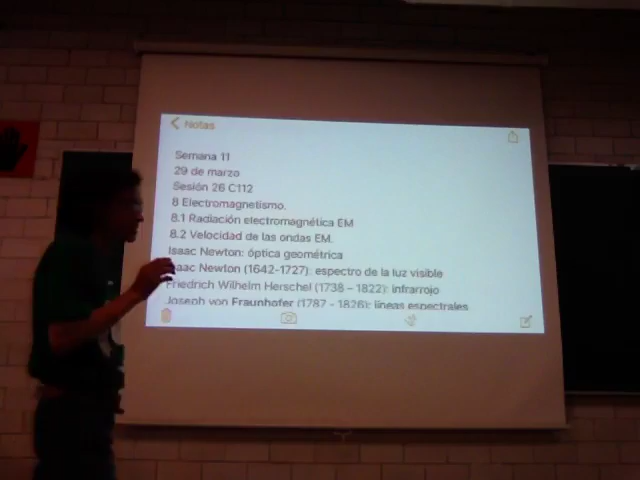 Notas
Semana 11
29 de marzo
Sesión 26 C112
8 Electromagnetismo.
8.1 Radiación electromagnética EM
8.2 Velocidad de las ondas EM.
Isaac Newton: óptica geométrica
Isaac Newton (1642-1727): espectro de la luz visible
Friedrich Wilhelm Herschel (1738 – 1822): infrarrojo
Joseph von Fraunhofer (1787 - 1826): líneas espectrales